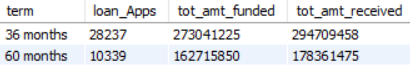 term loan_Apps tot_amt_funded tot_amt_received
36 months 28237 273041225 294709458
60 months 10339 162715850 178361475